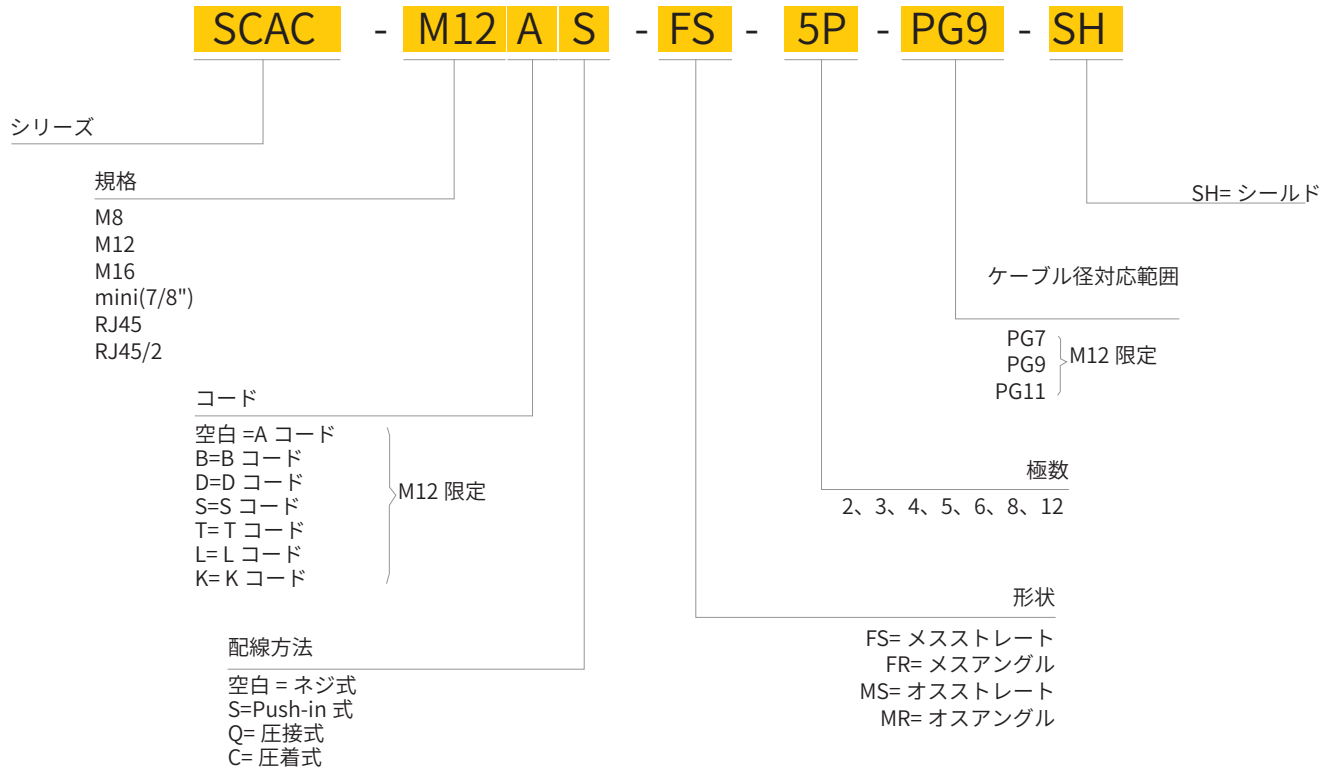 SCAC - M12 A S - FS - 5P - PG9 - SH
シリーズ
規格
M8
M12
M16
mini(7/8")
RJ45
RJ45/2
SH= シールド
ケーブル径対応範囲
PG7
PG9
PG11
M12 限定
コード
空白 =A コード
B=B コード
D=D コード
S=S コード
T= T コード
L= L コード
K= K コード
M12 限定
極数
2、3、4、5、6、8、12
形状
FS= メスストレート
FR= メスアングル
MS= オスストレート
MR= オスアングル
配線方法
空白 = ネジ式
S=Push-in 式
Q= 圧接式
C= 圧着式